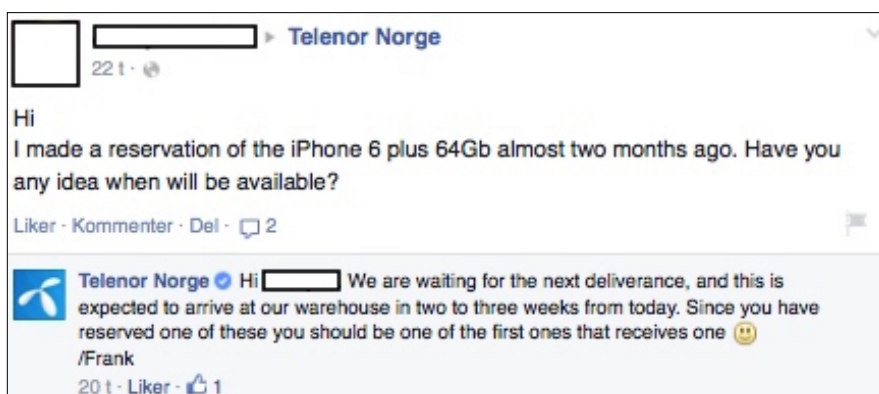 Telenor Norge
22 t ·
Hi
I made a reservation of the iPhone 6 plus 64Gb almost two months ago. Have you
any idea when will be available?
Liker · Kommenter · Del · 2
Telenor Norge Hi We are waiting for the next deliverance, and this is
expected to arrive at our warehouse in two to three weeks from today. Since you have
reserved one of these you should be one of the first ones that receives one
/Frank
20 t · Liker · 1